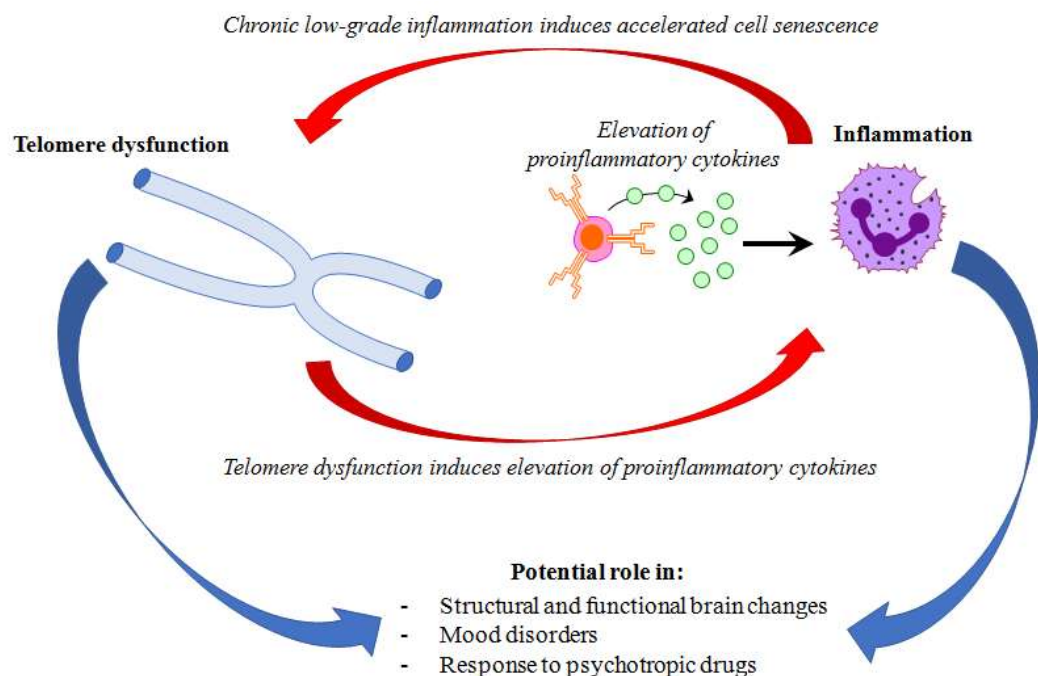 Chronic low-grade inflammation induces accelerated cell senescence
Telomere dysfunction
Elevation of
proinflammatory cytokines
Inflammation
Telomere dysfunction induces elevation of proinflammatory cytokines
Potential role in:
- Structural and functional brain changes
- Mood disorders
- Response to psychotropic drugs